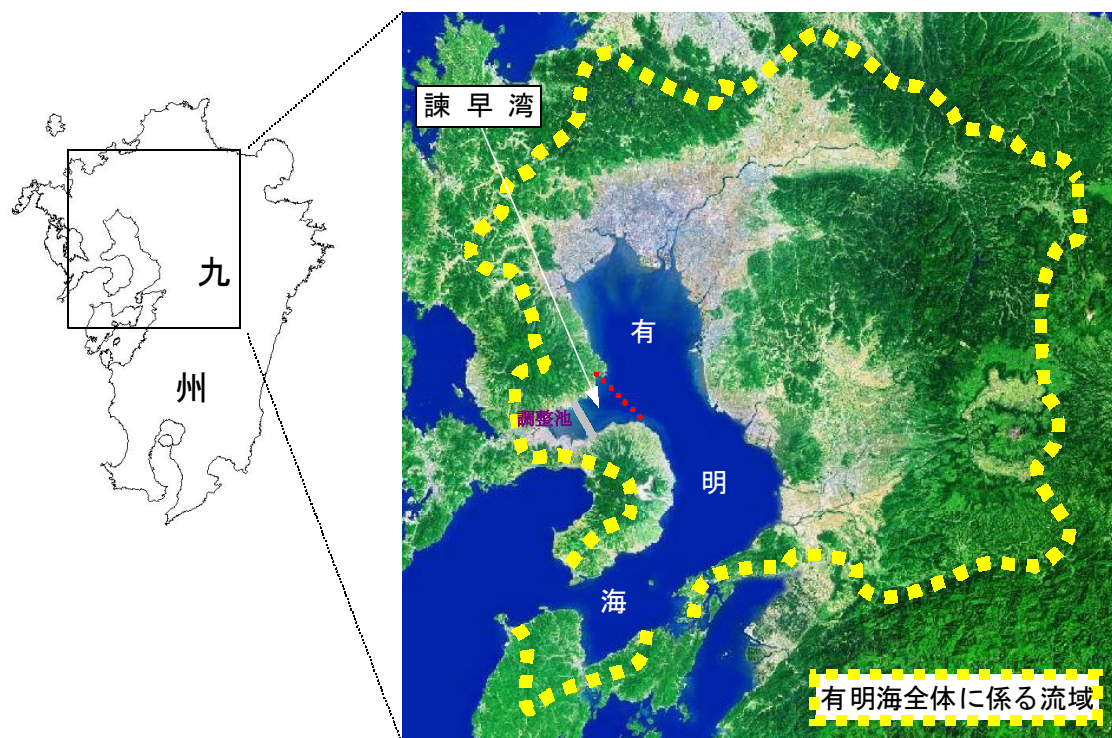 諫早湾
九
州
有
調整池
明
海
有明海全体に係る流域